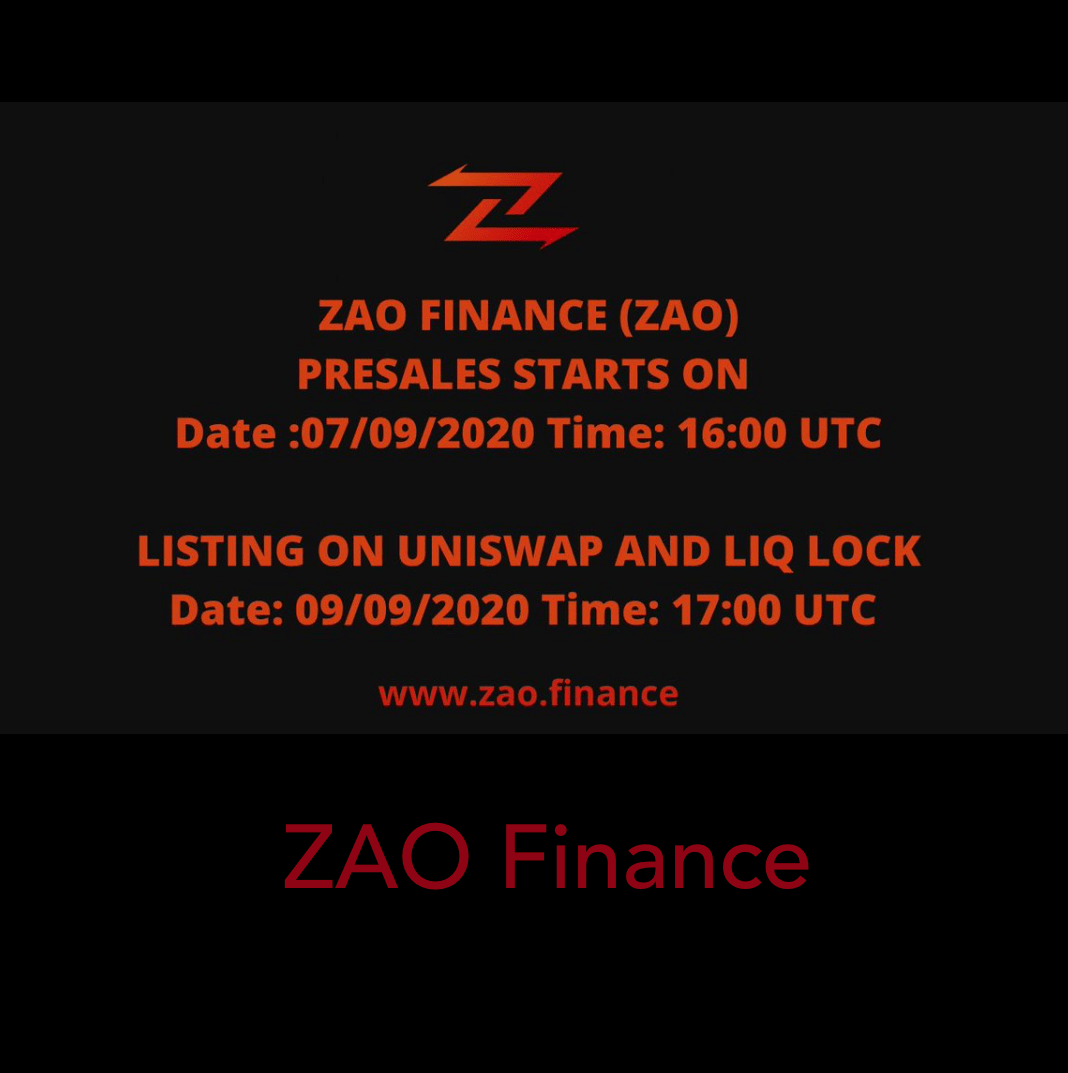 ZAO FINANCE (ZAO)
PRESALES STARTS ON
Date :07/09/2020 Time: 16:00 UTC
LISTING ON UNISWAP AND LIQ LOCK
Date: 09/09/2020 Time: 17:00 UTC
www.zao.finance
ZAO Finance